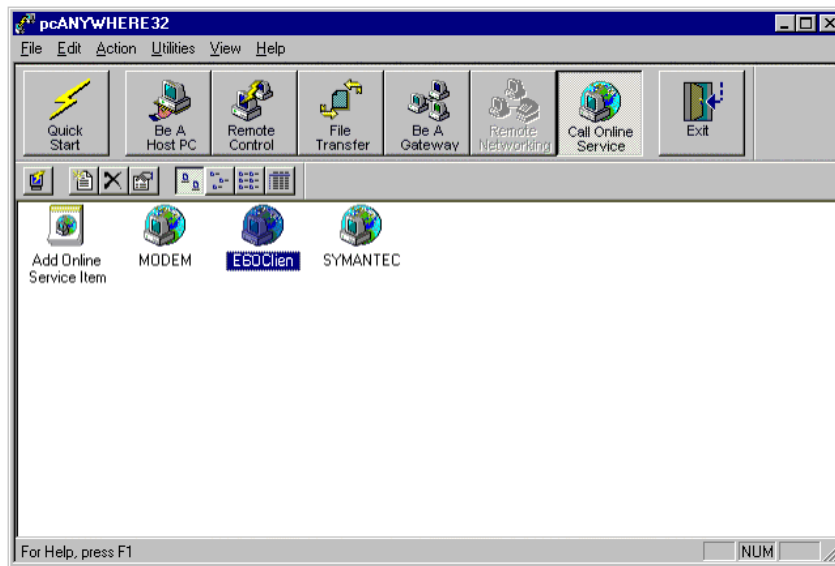 pcANYWHERE32
File Edit Action Utilities View Help
Quick Start
Be A Host PC
Remote Control
File Transfer
Be A Gateway
Remote Networking
Call Online Service
Exit
Add Online Service Item
MODEM
E60Clien
SYMANTEC
For Help, press F1
NUM